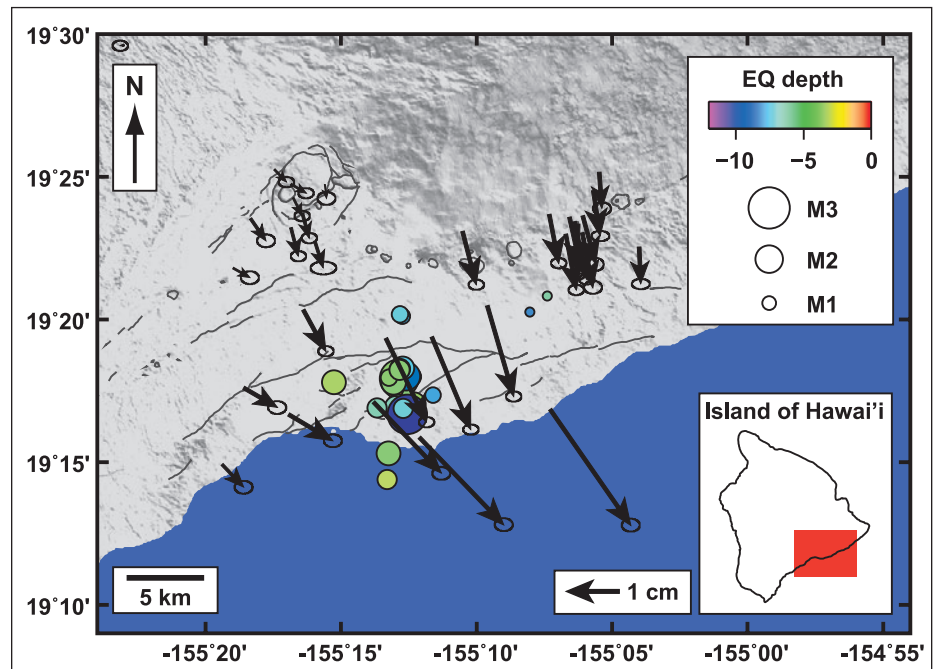 19˚30'
19˚25'
19˚20'
19˚15'
19˚10'
N
EQ depth
−10 −5 0
M3
M2
M1
Island of Hawai'i
5 km
1 cm
-155˚20' -155˚15' -155˚10' -155˚05' -155˚00' -154˚55'